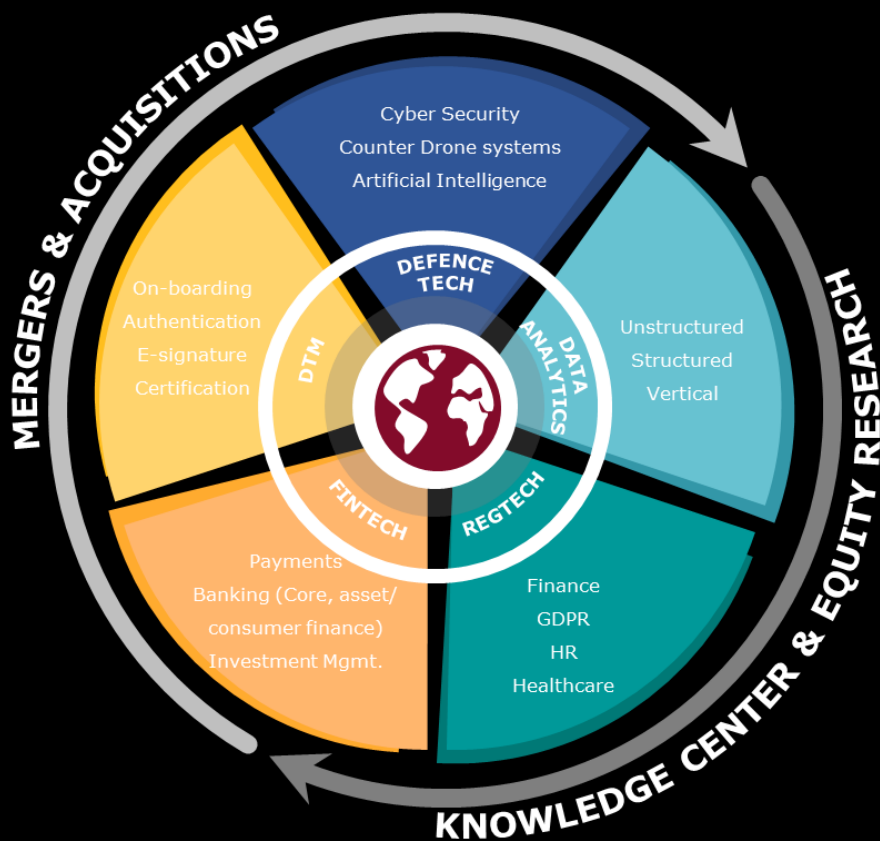 MERGERS & ACQUISITIONS
Cyber Security
Counter Drone systems
Artificial Intelligence
DEFENCE
TECH
Unstructured
Structured
Vertical
DATA
ANALYTICS
Finance
GDPR
HR
Healthcare
REGTECH
Payments
Banking (Core, asset/
consumer finance)
Investment Mgmt.
FINTECH
On-boarding
Authentication
E-signature
Certification
DTM
KNOWLEDGE CENTER & EQUITY RESEARCH